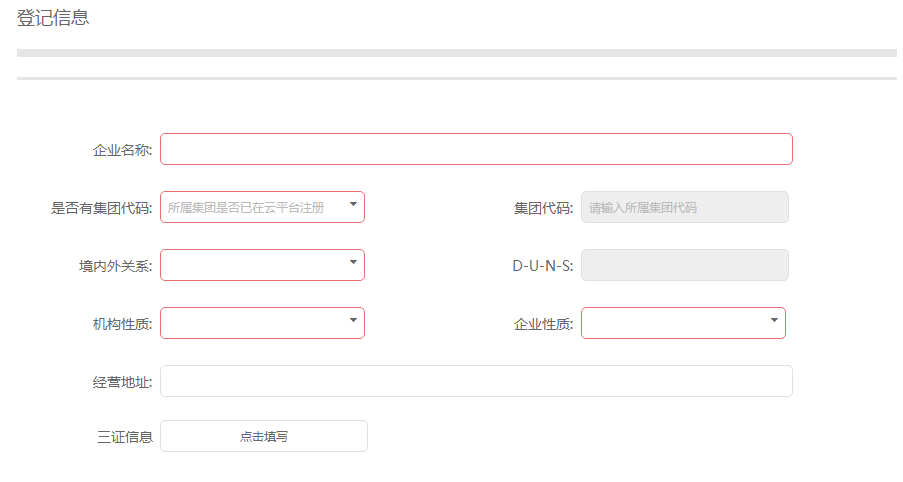 登记信息
企业名称:
是否有集团代码: 所属集团是否已在云平台注册 集团代码: 请输入所属集团代码
境内外关系: D-U-N-S:
机构性质: 企业性质:
经营地址:
三证信息 点击填写